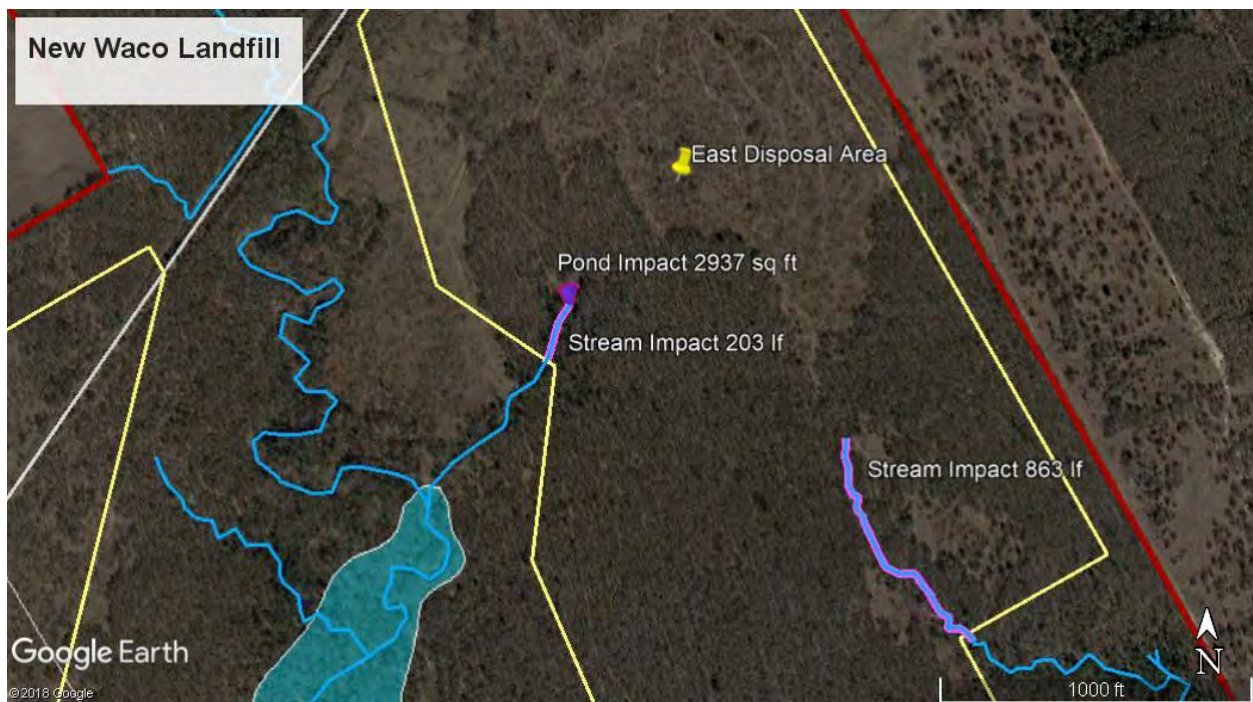 New Waco Landfill
East Disposal Area
Pond Impact 2937 sq ft
Stream Impact 203 lf
Stream Impact 863 lf
Google Earth
N
©2018 Google
1000 ft